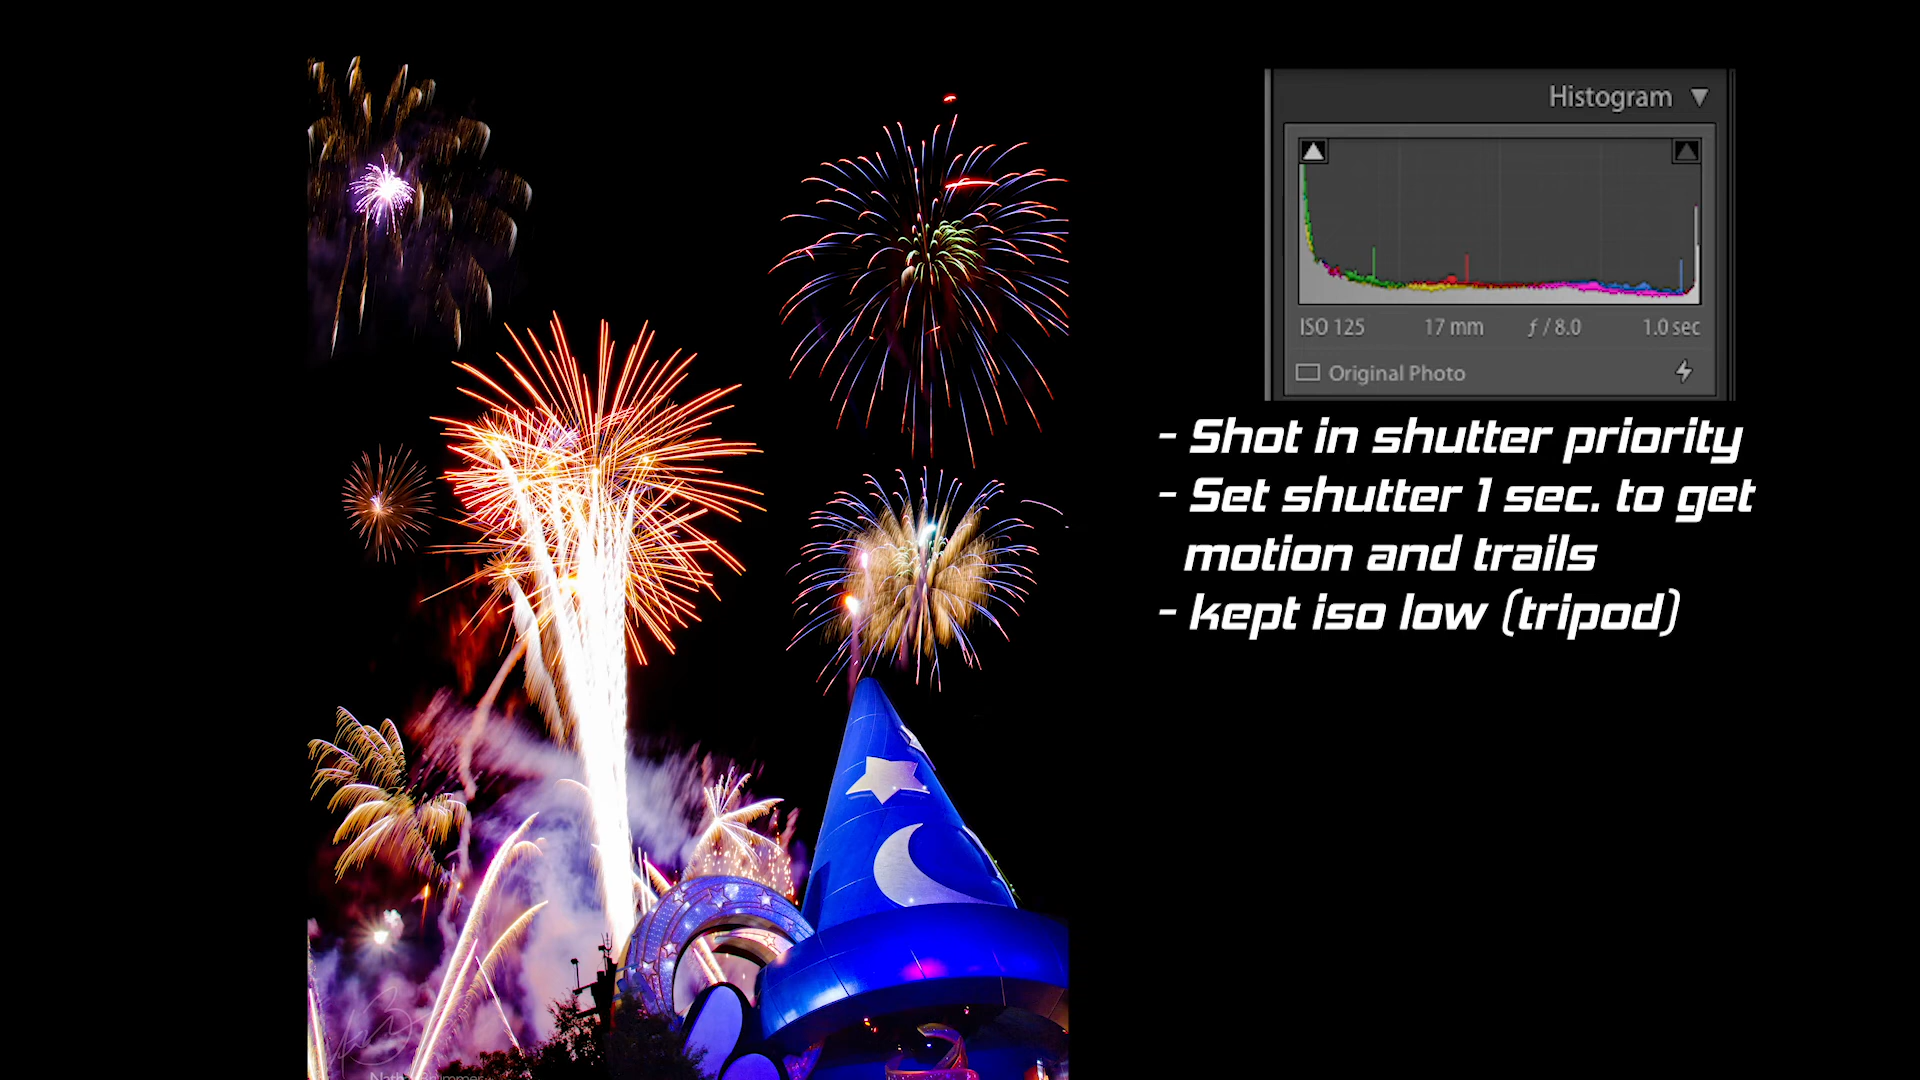 Histogram
ISO 125 17 mm ƒ / 8.0 1.0 sec
Original Photo
- Shot in shutter priority
- Set shutter 1 sec. to get
motion and trails
- kept iso low (tripod)